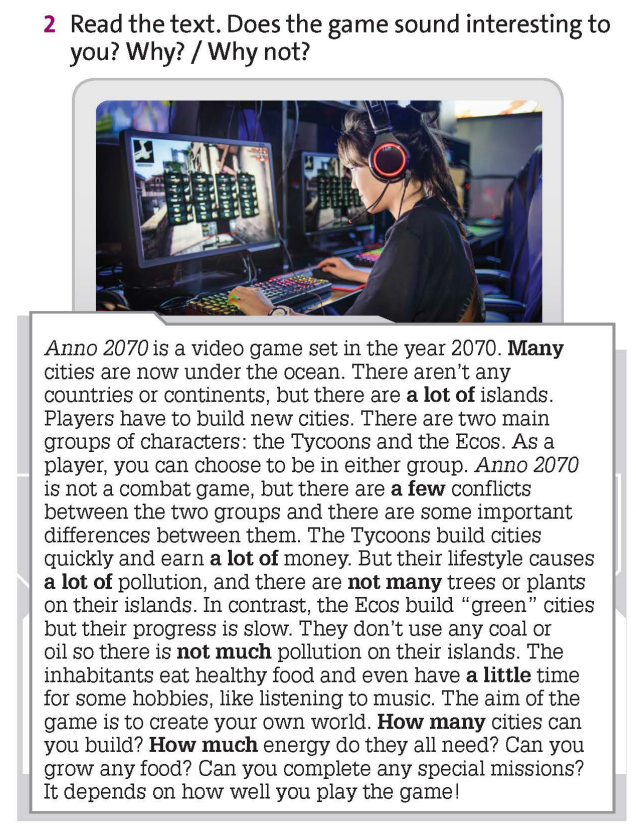 2 Read the text. Does the game sound interesting to
you? Why? / Why not?
Anno 2070 is a video game set in the year 2070. Many
cities are now under the ocean. There aren't any
countries or continents, but there are a lot of islands.
Players have to build new cities. There are two main
groups of characters: the Tycoons and the Ecos. As a
player, you can choose to be in either group. Anno 2070
is not a combat game, but there are a few conflicts
between the two groups and there are some important
differences between them. The Tycoons build cities
quickly and earn a lot of money. But their lifestyle causes
a lot of pollution, and there are not many trees or plants
on their islands. In contrast, the Ecos build “green” cities
but their progress is slow. They don't use any coal or
oil so there is not much pollution on their islands. The
inhabitants eat healthy food and even have a little time
for some hobbies, like listening to music. The aim of the
game is to create your own world. How many cities can
you build? How much energy do they all need? Can you
grow any food? Can you complete any special missions?
It depends on how well you play the game!